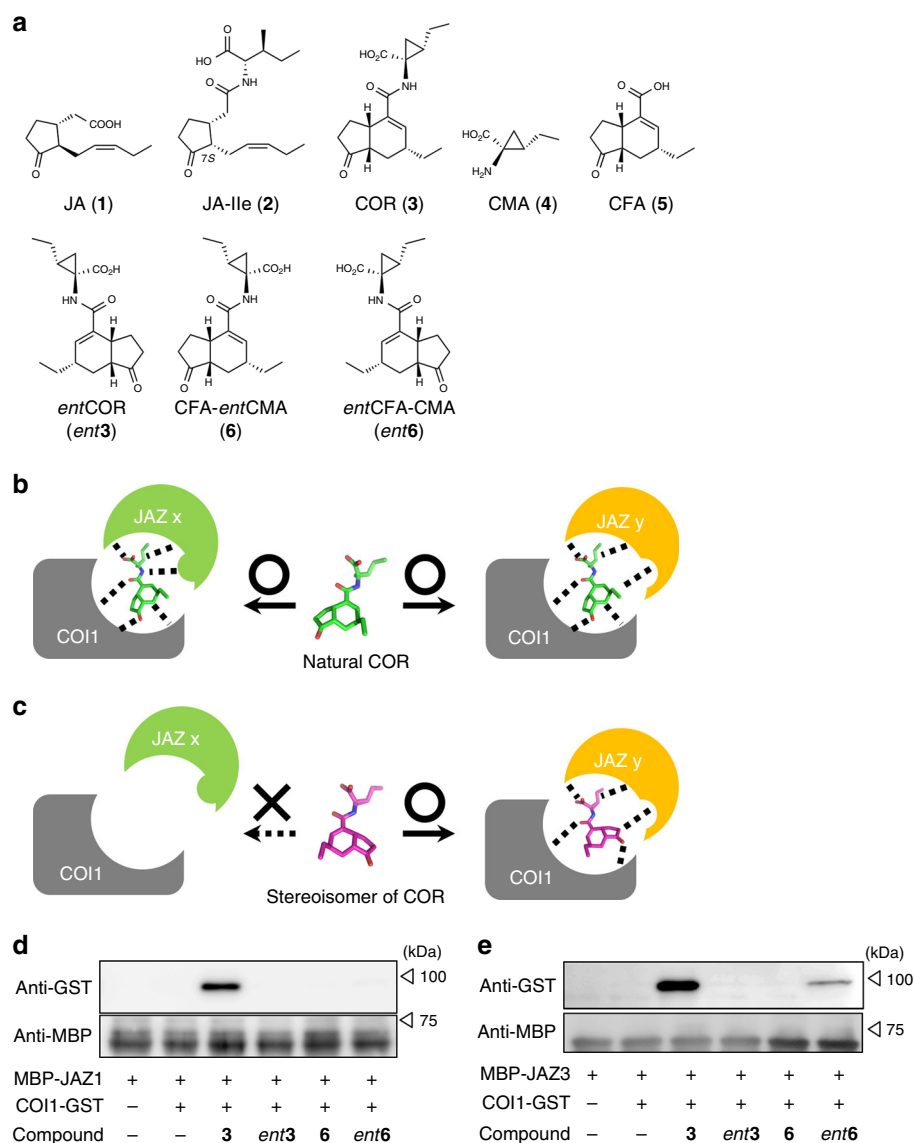 a
HO₂C
O
HO
NH
O
NH
O
H
O
OH
H
COOH
HO₂C
O
7S
O
H
H₂N
O
H
O
JA (1)
JA-Ile (2)
COR (3)
CMA (4)
CFA (5)
CO₂H
CO₂H
HO₂C
HN
O
O
NH
HN
O
H
H
H
H
O
O
H
H
O
entCOR
(ent3)
CFA-entCMA
(6)
entCFA-CMA
(ent6)
b
JAZ x
JAZ y
COI1
COI1
Natural COR
c
JAZ x
JAZ y
COI1
COI1
Stereoisomer of COR
d
(kDa)
Anti-GST
100
Anti-MBP
75
MBP-JAZ1 + + + + + +
COI1-GST – + + + + +
Compound – – 3 ent3 6 ent6
e
(kDa)
Anti-GST
100
Anti-MBP
75
MBP-JAZ3 + + + + + +
COI1-GST – + + + + +
Compound – – 3 ent3 6 ent6